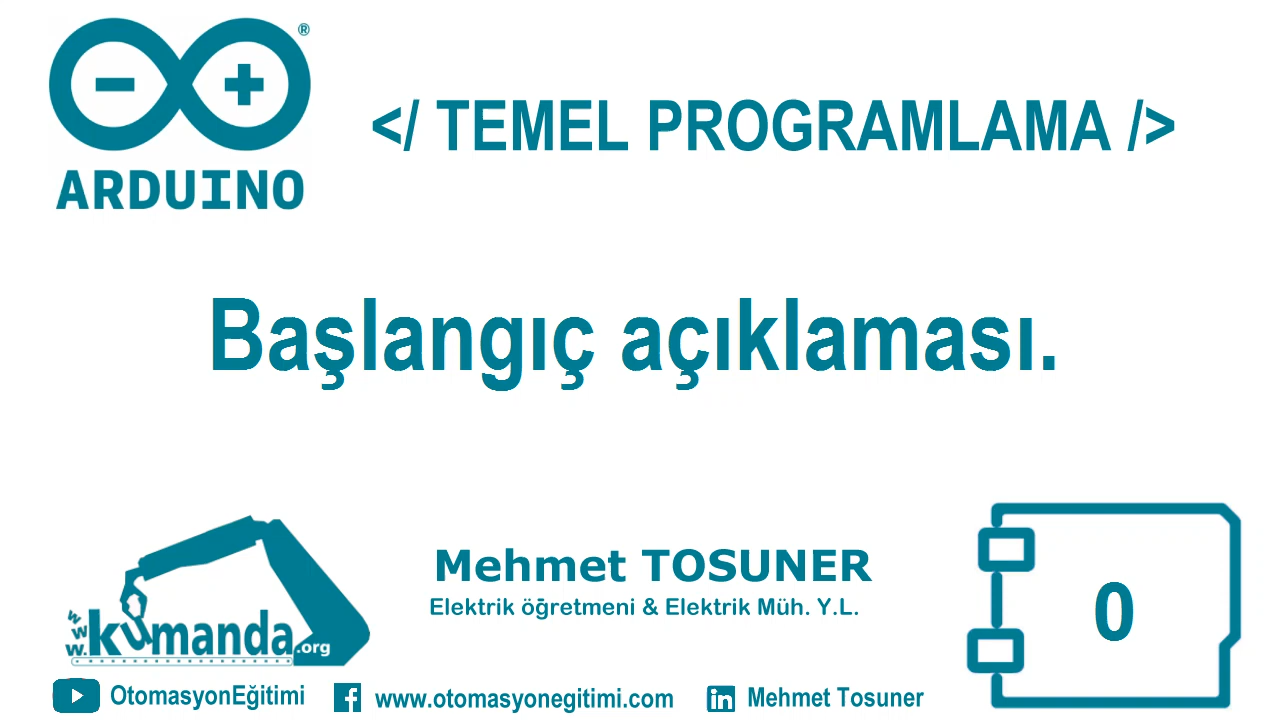 ®
ARDUINO
</ TEMEL PROGRAMLAMA />
Başlangıç açıklaması.
Mehmet TOSUNER
Elektrik öğretmeni & Elektrik Müh. Y.L.
www.kumanda.org
0
OtomasyonEğitimi
www.otomasyonegitimi.com
Mehmet Tosuner